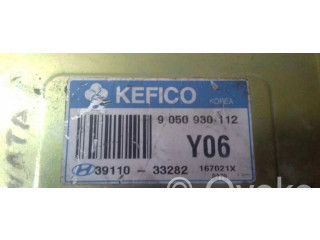 KEFICO KOREA
9 050 930 112
Y06
39110 - 33282 167021X